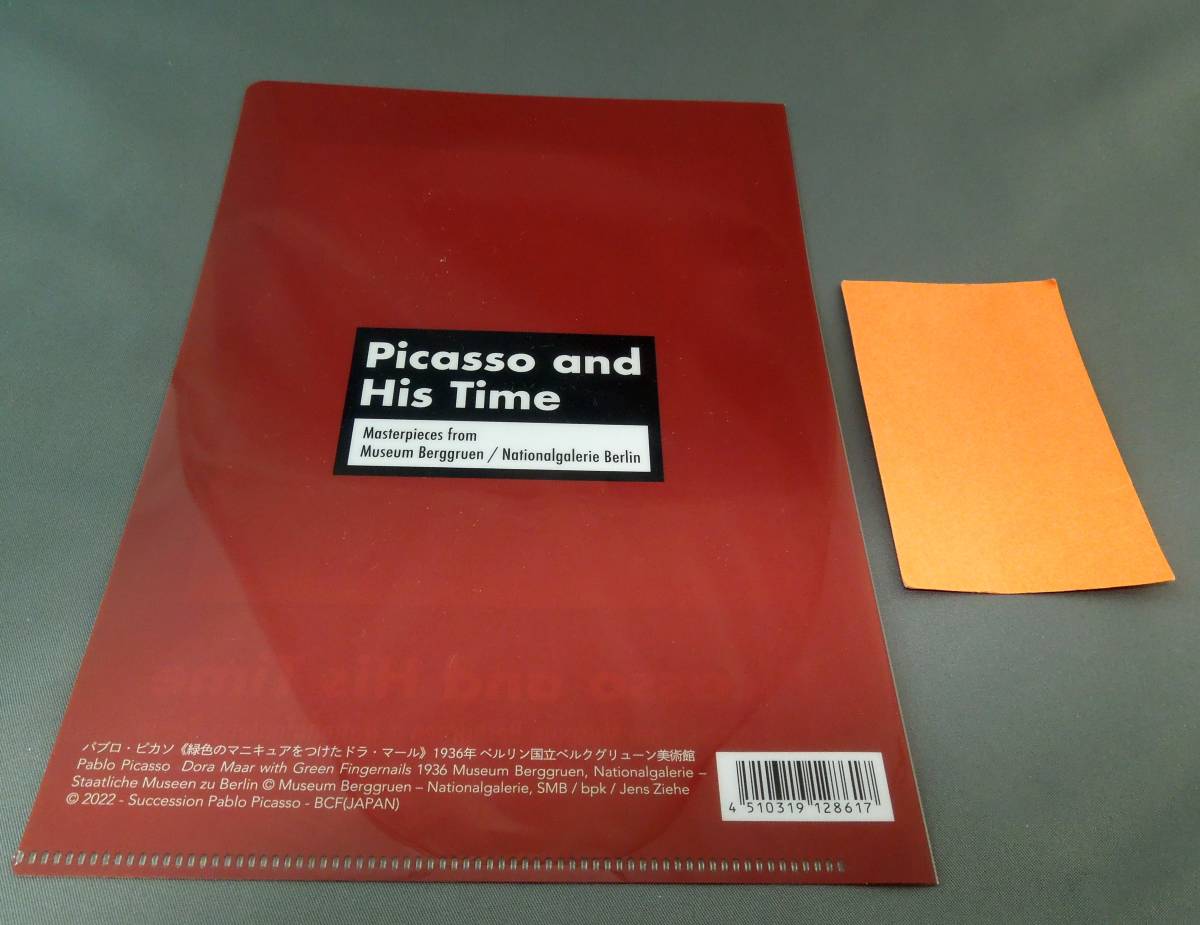 Picasso and
His Time
Masterpieces from
Museum Berggruen / Nationalgalerie Berlin
パブロ・ピカソ《緑色のマニキュアをつけたドラ・マール》1936年 ベルリン国立ベルクグリューン美術館
Pablo Picasso Dora Maar with Green Fingernails 1936 Museum Berggruen, Nationalgalerie –
Staatliche Museen zu Berlin © Museum Berggruen – Nationalgalerie, SMB / bpk / Jens Ziehe
© 2022 - Succession Pablo Picasso - BCF(JAPAN)
4 510319 128617